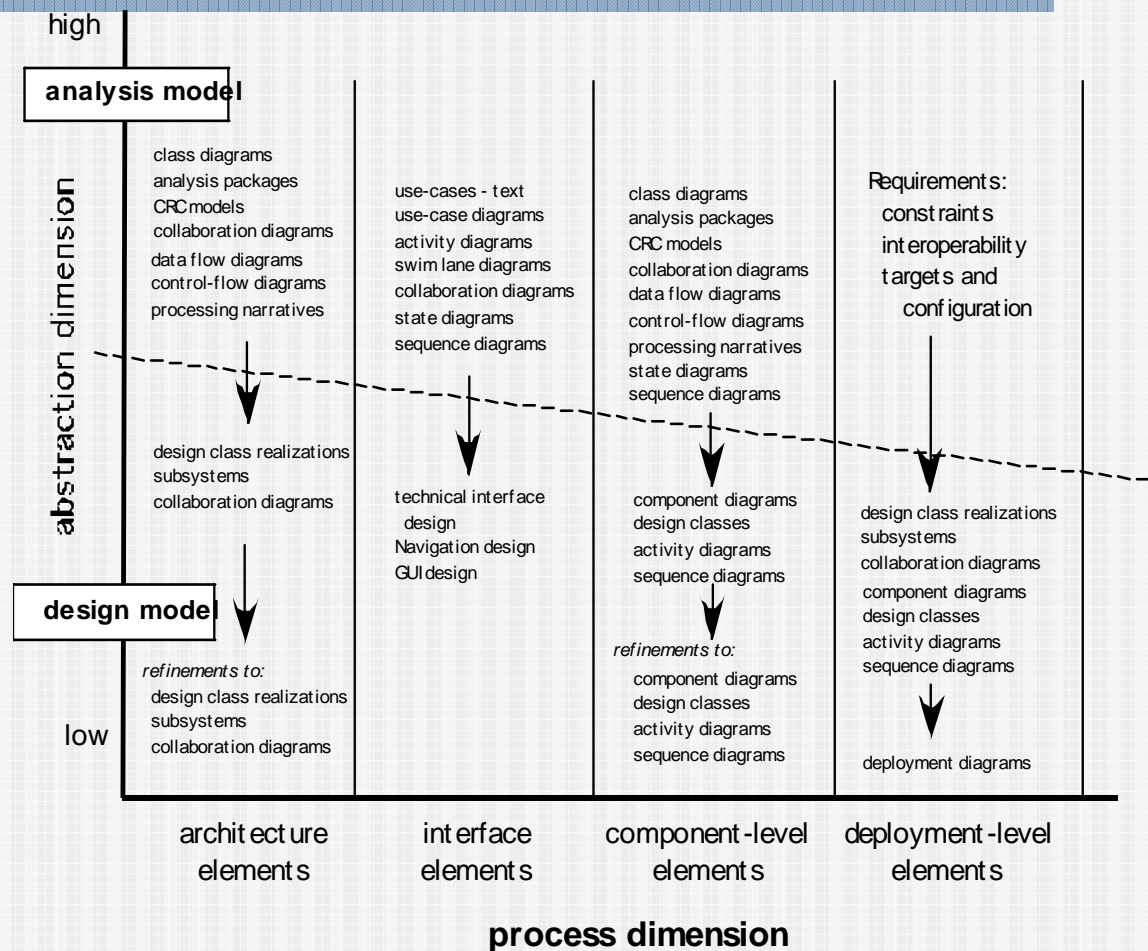 high
analysis model
abstraction dimension
design model
low
class diagrams
analysis packages
CRC models
collaboration diagrams
data flow diagrams
control-flow diagrams
processing narratives
design class realizations
subsystems
collaboration diagrams
refinements to:
design class realizations
subsystems
collaboration diagrams
use-cases - text
use-case diagrams
activity diagrams
swim lane diagrams
collaboration diagrams
state diagrams
sequence diagrams
technical interface
design
Navigation design
GUI design
class diagrams
analysis packages
CRC models
collaboration diagrams
data flow diagrams
control-flow diagrams
processing narratives
state diagrams
sequence diagrams
component diagrams
design classes
activity diagrams
sequence diagrams
refinements to:
component diagrams
design classes
activity diagrams
sequence diagrams
Requirements:
constraints
interoperability
targets and
configuration
design class realizations
subsystems
collaboration diagrams
component diagrams
design classes
activity diagrams
sequence diagrams
deployment diagrams
architecture
elements
interface
elements
component-level
elements
deployment-level
elements
process dimension